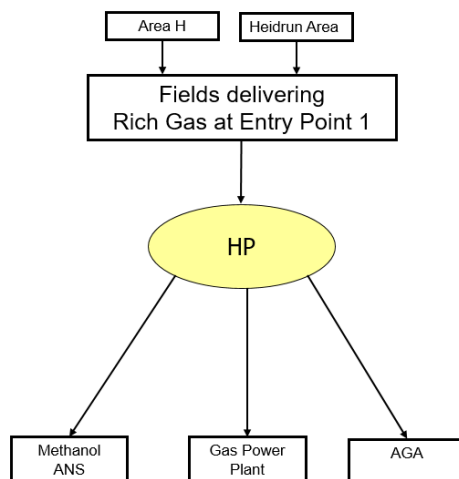 Area H
Heidrun Area
Fields delivering
Rich Gas at Entry Point 1
HP
Methanol
ANS
Gas Power
Plant
AGA